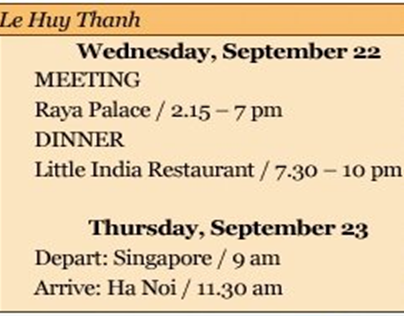 Le Huy Thanh
Wednesday, September 22
MEETING
Raya Palace / 2.15 – 7 pm
DINNER
Little India Restaurant / 7.30 – 10 pm
Thursday, September 23
Depart: Singapore / 9 am
Arrive: Ha Noi / 11.30 am